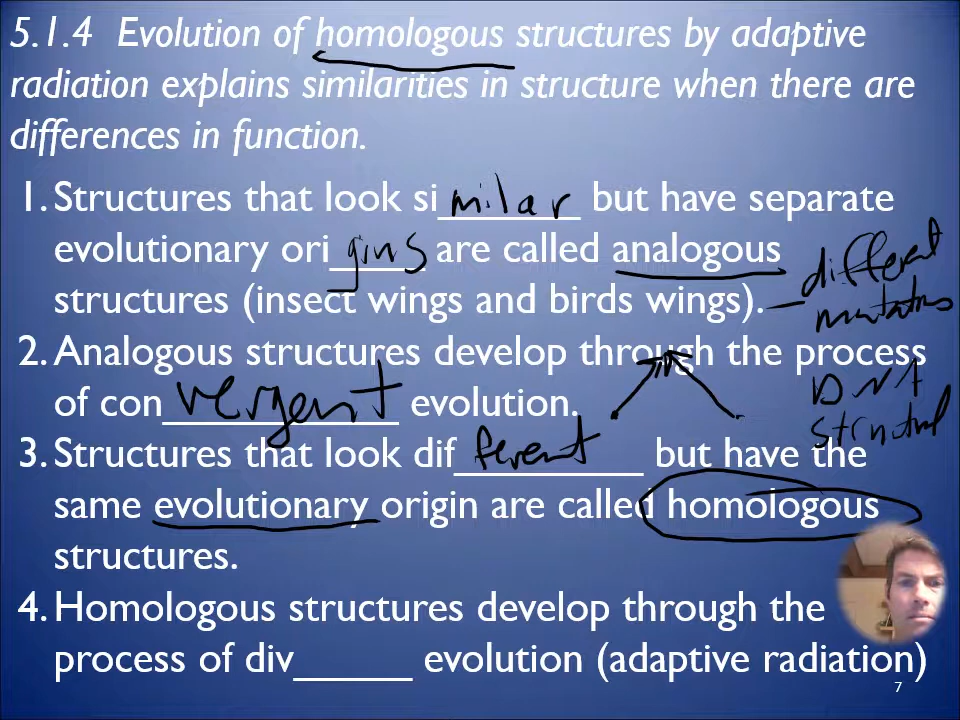 5.1.4 Evolution of homologous structures by adaptive
radiation explains similarities in structure when there are
differences in function.
1. Structures that look similar but have separate
evolutionary origins are called analogous
structures (insect wings and birds wings). — different
mutations
2. Analogous structures develop through the process
of convergent evolution.
DNA
3. Structures that look different but have the
same evolutionary origin are called homologous
structures.
4. Homologous structures develop through the
process of div_____ evolution (adaptive radiation)
7